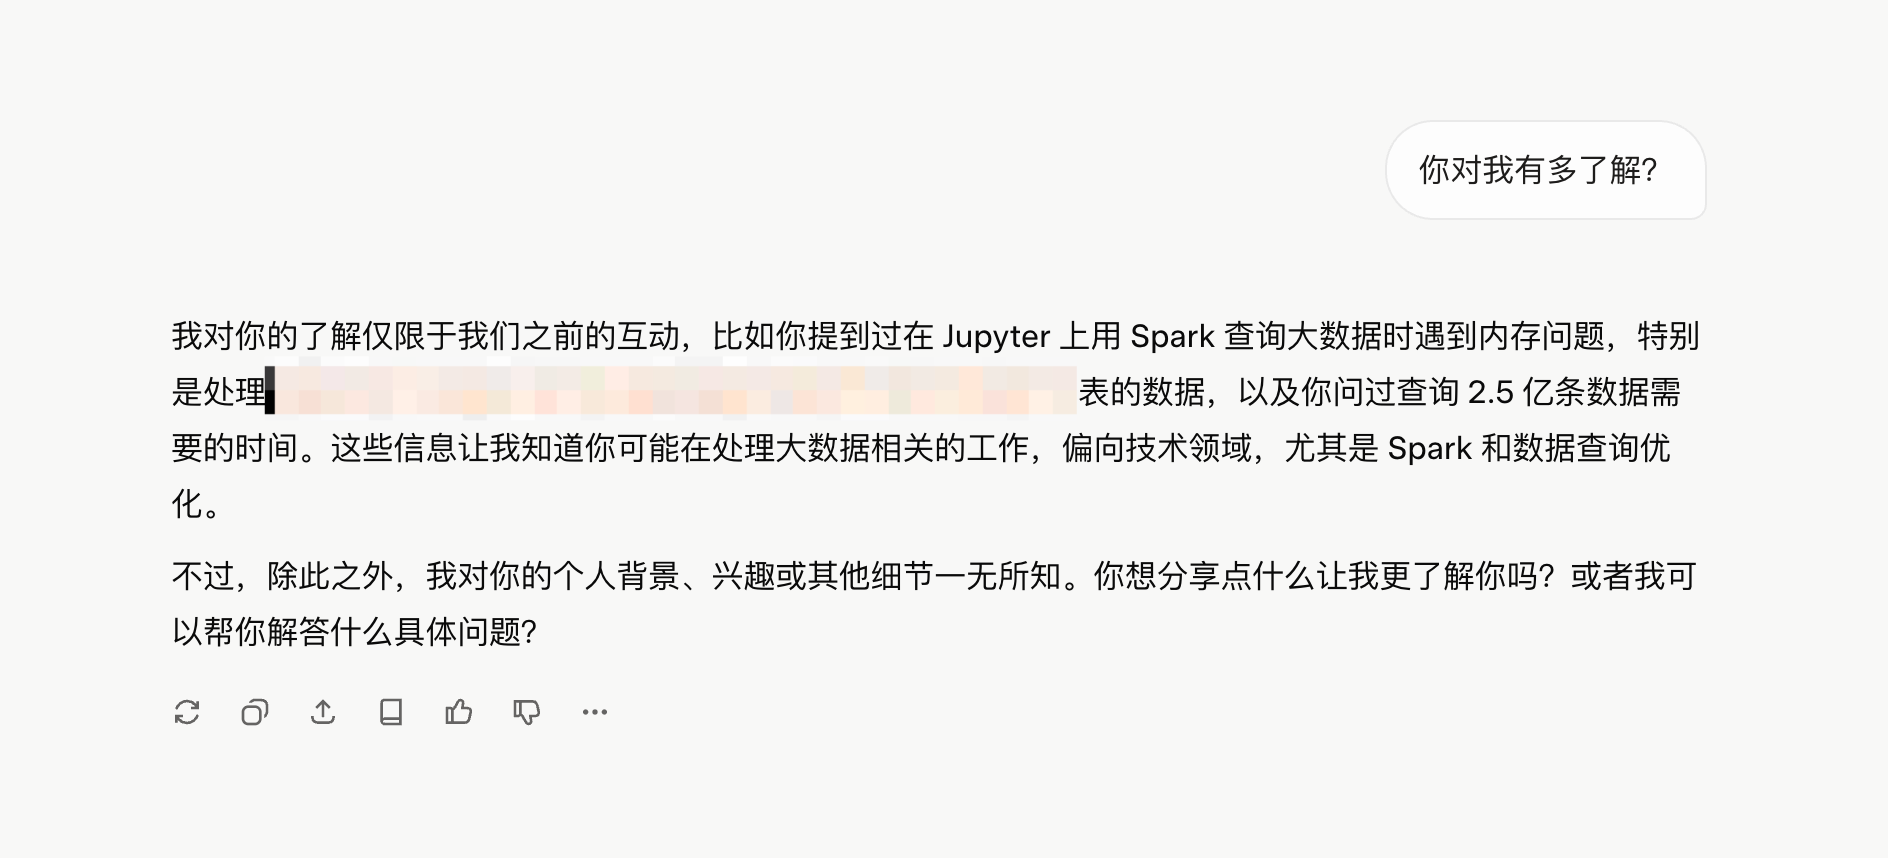 你对我有多了解？
我对你的了解仅限于我们之前的互动，比如你提到过在 Jupyter 上用 Spark 查询大数据时遇到内存问题，特别
是处理 表的数据，以及你问过查询 2.5 亿条数据需
要的时间。这些信息让我知道你可能在处理大数据相关的工作，偏向技术领域，尤其是 Spark 和数据查询优
化。
不过，除此之外，我对你的个人背景、兴趣或其他细节一无所知。你想分享点什么让我更了解你吗？或者我可
以帮你解答什么具体问题？